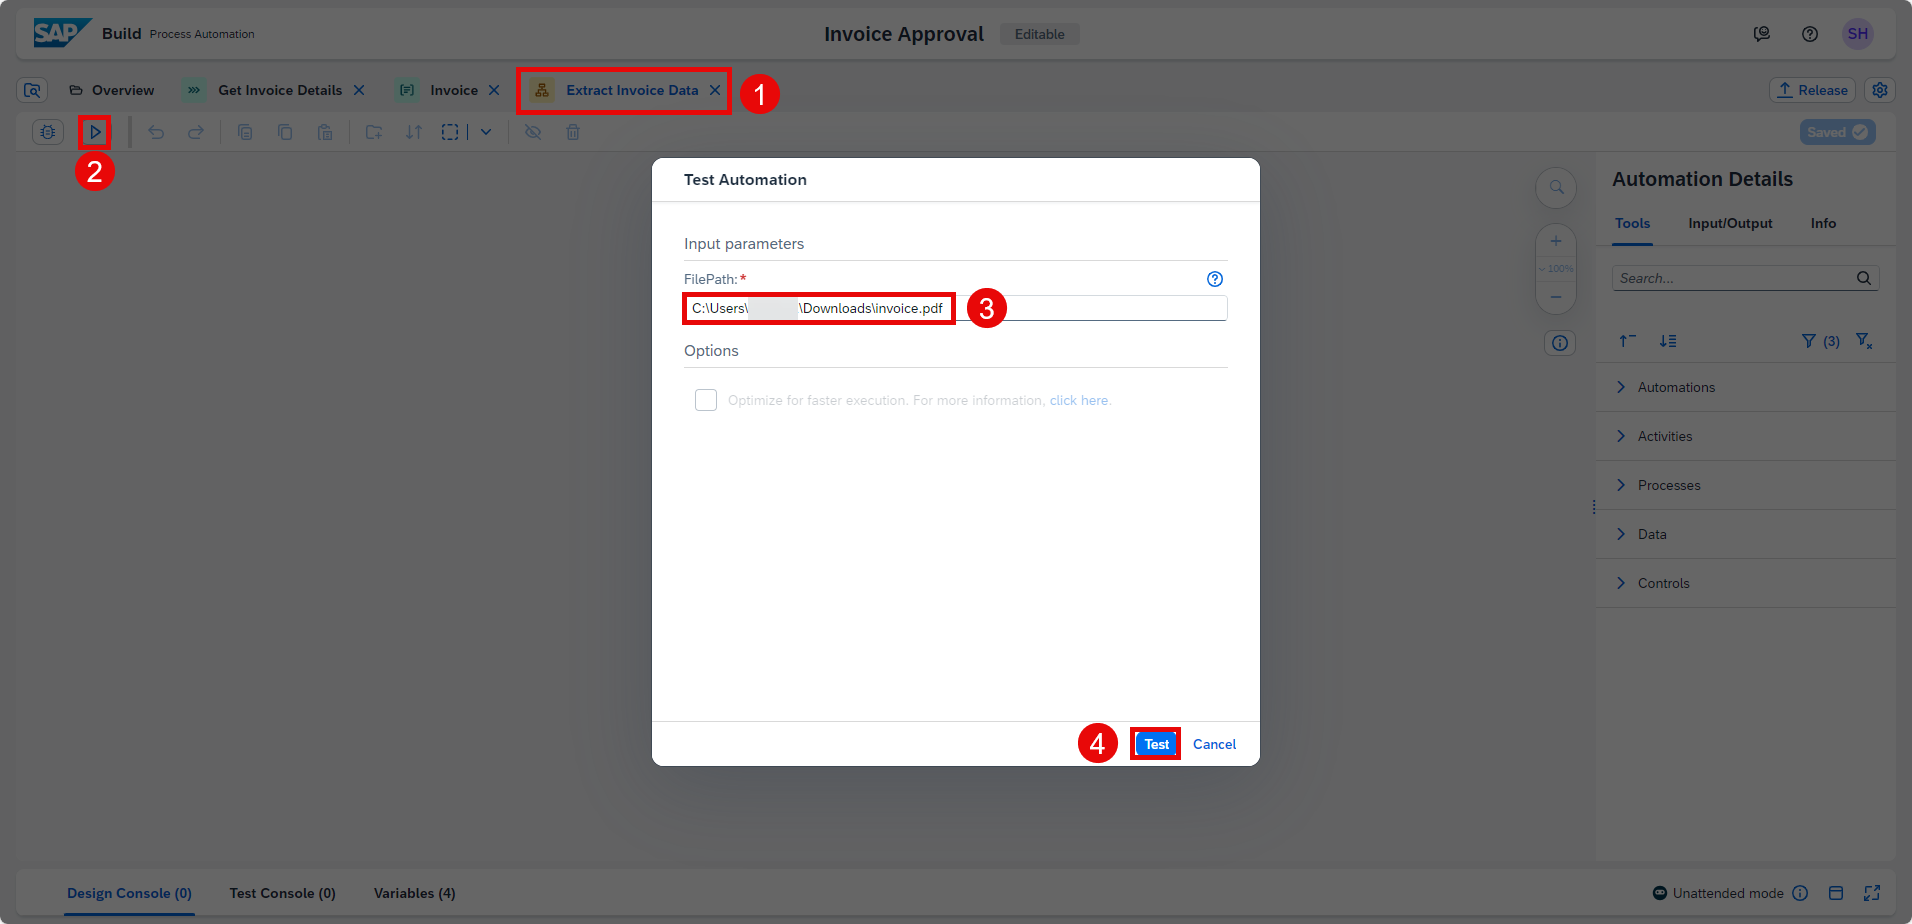 SAP Build Process Automation
Invoice Approval Editable
SH
Overview Get Invoice Details Invoice Extract Invoice Data 1
Release
2
Saved
Test Automation
Input parameters
FilePath:*
C:\Users\ \Downloads\invoice.pdf 3
Options
Optimize for faster execution. For more information, click here.
4 Test Cancel
100%
Automation Details
Tools Input/Output Info
Search...
(3)
Automations
Activities
Processes
Data
Controls
Design Console (0) Test Console (0) Variables (4)
Unattended mode